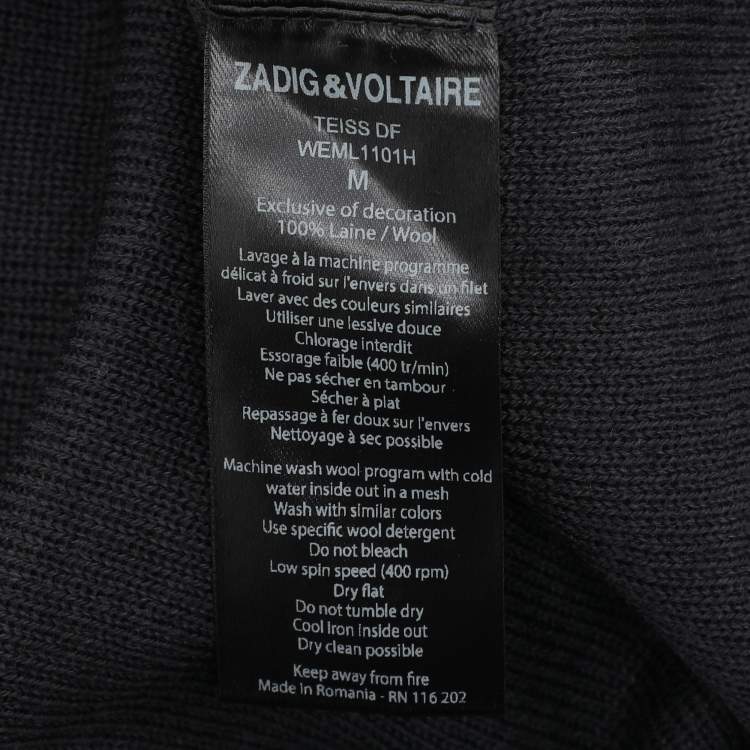 ZADIG&VOLTAIRE
TEISS DF
WEML1101H
M
Exclusive of decoration
100% Laine / Wool
Lavage à la machine programme
délicat à froid sur l'envers dans un filet
Laver avec des couleurs similaires
Utiliser une lessive douce
Chlorage interdit
Essorage faible (400 tr/min)
Ne pas sécher en tambour
Sécher à plat
Repassage à fer doux sur l'envers
Nettoyage à sec possible
Machine wash wool program with cold
water inside out in a mesh
Wash with similar colors
Use specific wool detergent
Do not bleach
Low spin speed (400 rpm)
Dry flat
Do not tumble dry
Cool iron inside out
Dry clean possible
Keep away from fire
Made in Romania - RN 116 202